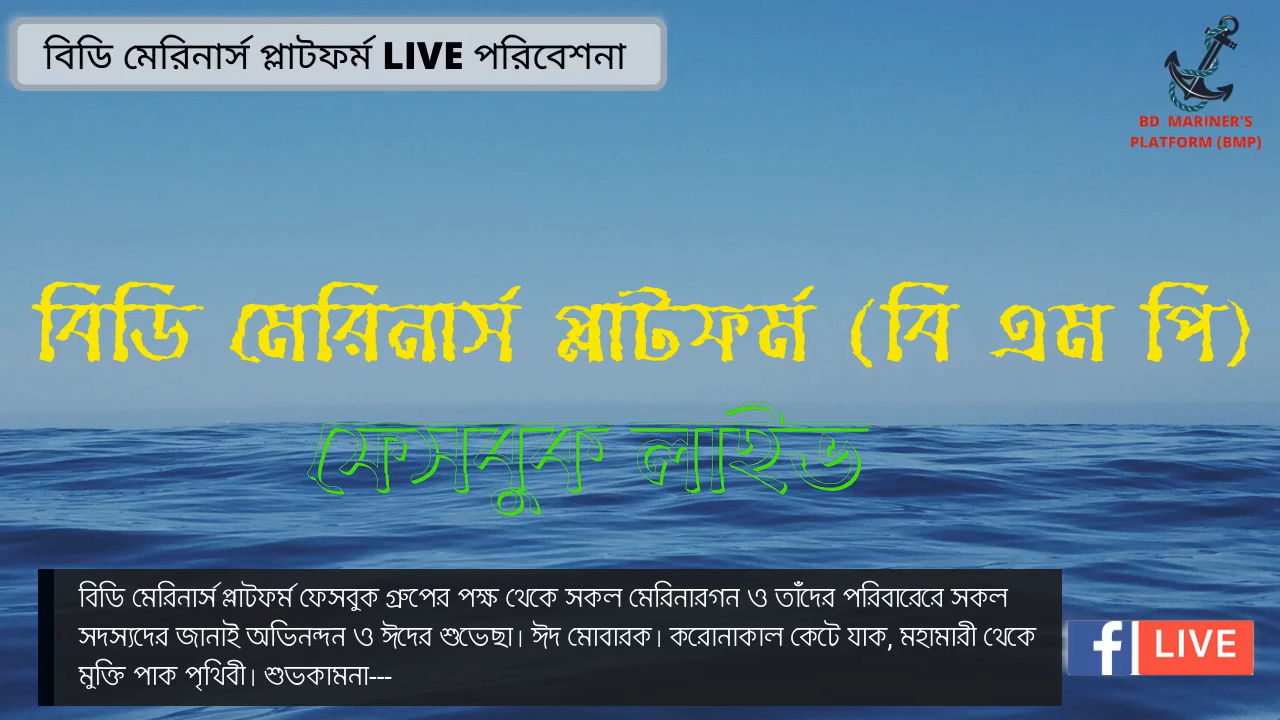 বিডি মেরিনার্স প্লাটফর্ম LIVE পরিবেশনা
BD MARINER'S
PLATFORM (BMP)
বিডি মেরিনার্স প্লাটফর্ম (বি এম পি)
ফেসবুক লাইভ
বিডি মেরিনার্স প্লাটফর্ম ফেসবুক গ্রুপের পক্ষ থেকে সকল মেরিনারগন ও তাঁদের পরিবারেরে সকল
সদস্যদের জানাই অভিনন্দন ও ঈদের শুভেছা। ঈদ মোবারক। করোনাকাল কেটে যাক, মহামারী থেকে
মুক্তি পাক পৃথিবী। শুভকামনা---
f LIVE